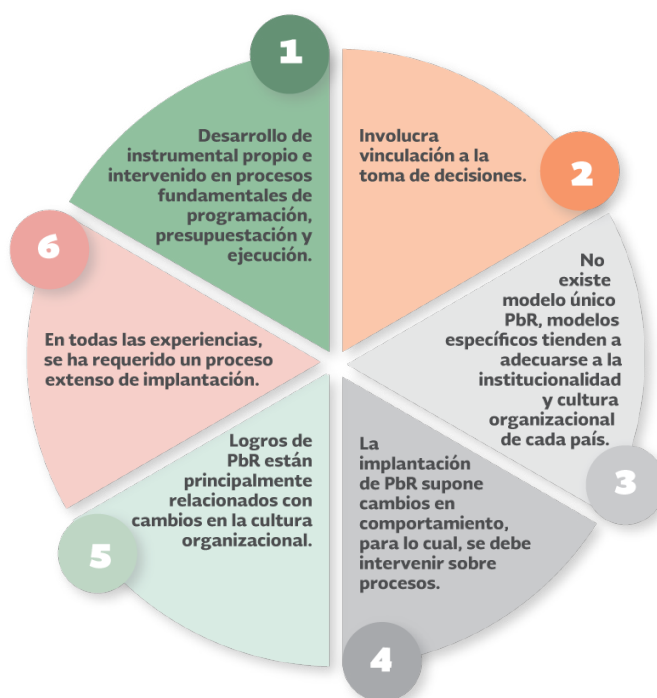 1
Desarrollo de
instrumental propio e
intervenido en procesos
fundamentales de
programación,
presupuestación y
ejecución.
2
Involucra
vinculación a la
toma de decisiones.
3
No
existe
modelo único
PbR, modelos
específicos tienden a
adecuarse a la
institucionalidad
y cultura
organizacional
de cada país.
4
La
implantación
de PbR supone
cambios en
comportamiento,
para lo cual, se debe
intervenir sobre
procesos.
5
Logros de
PbR están
principalmente
relacionados con
cambios en la cultura
organizacional.
6
En todas las experiencias,
se ha requerido un proceso
extenso de implantación.